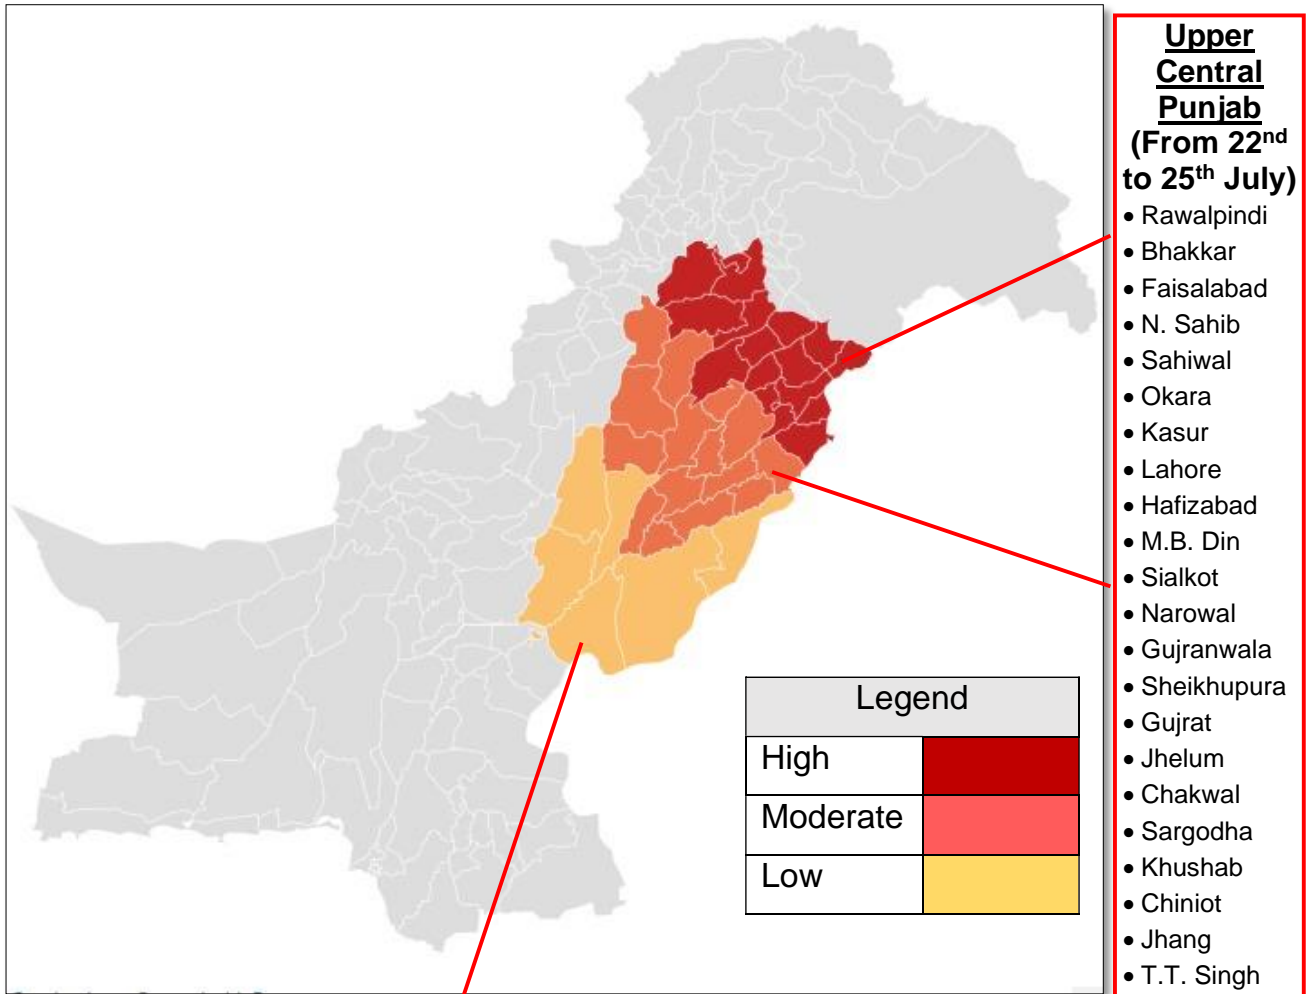 Upper
Central
Punjab
(From 22nd
to 25th July)
• Rawalpindi
• Bhakkar
• Faisalabad
• N. Sahib
• Sahiwal
• Okara
• Kasur
• Lahore
• Hafizabad
• M.B. Din
• Sialkot
• Narowal
• Gujranwala
• Sheikhupura
• Gujrat
• Jhelum
• Chakwal
• Sargodha
• Khushab
• Chiniot
• Jhang
• T.T. Singh
Legend
High
Moderate
Low